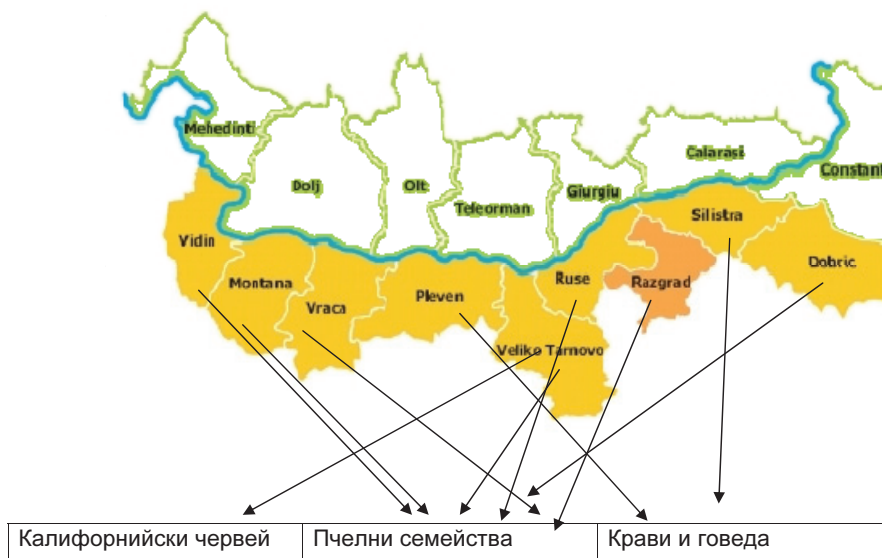 Mehedinti
Calarasi
Constant
Dolj
Olt
Giurgiu
Teleorman
Silistra
Vidin
Dobric
Montana
Ruse
Razgrad
Vraca
Pleven
Veliko Tarnovo
Калифорнийски червей
Пчелни семейства
Крави и говеда